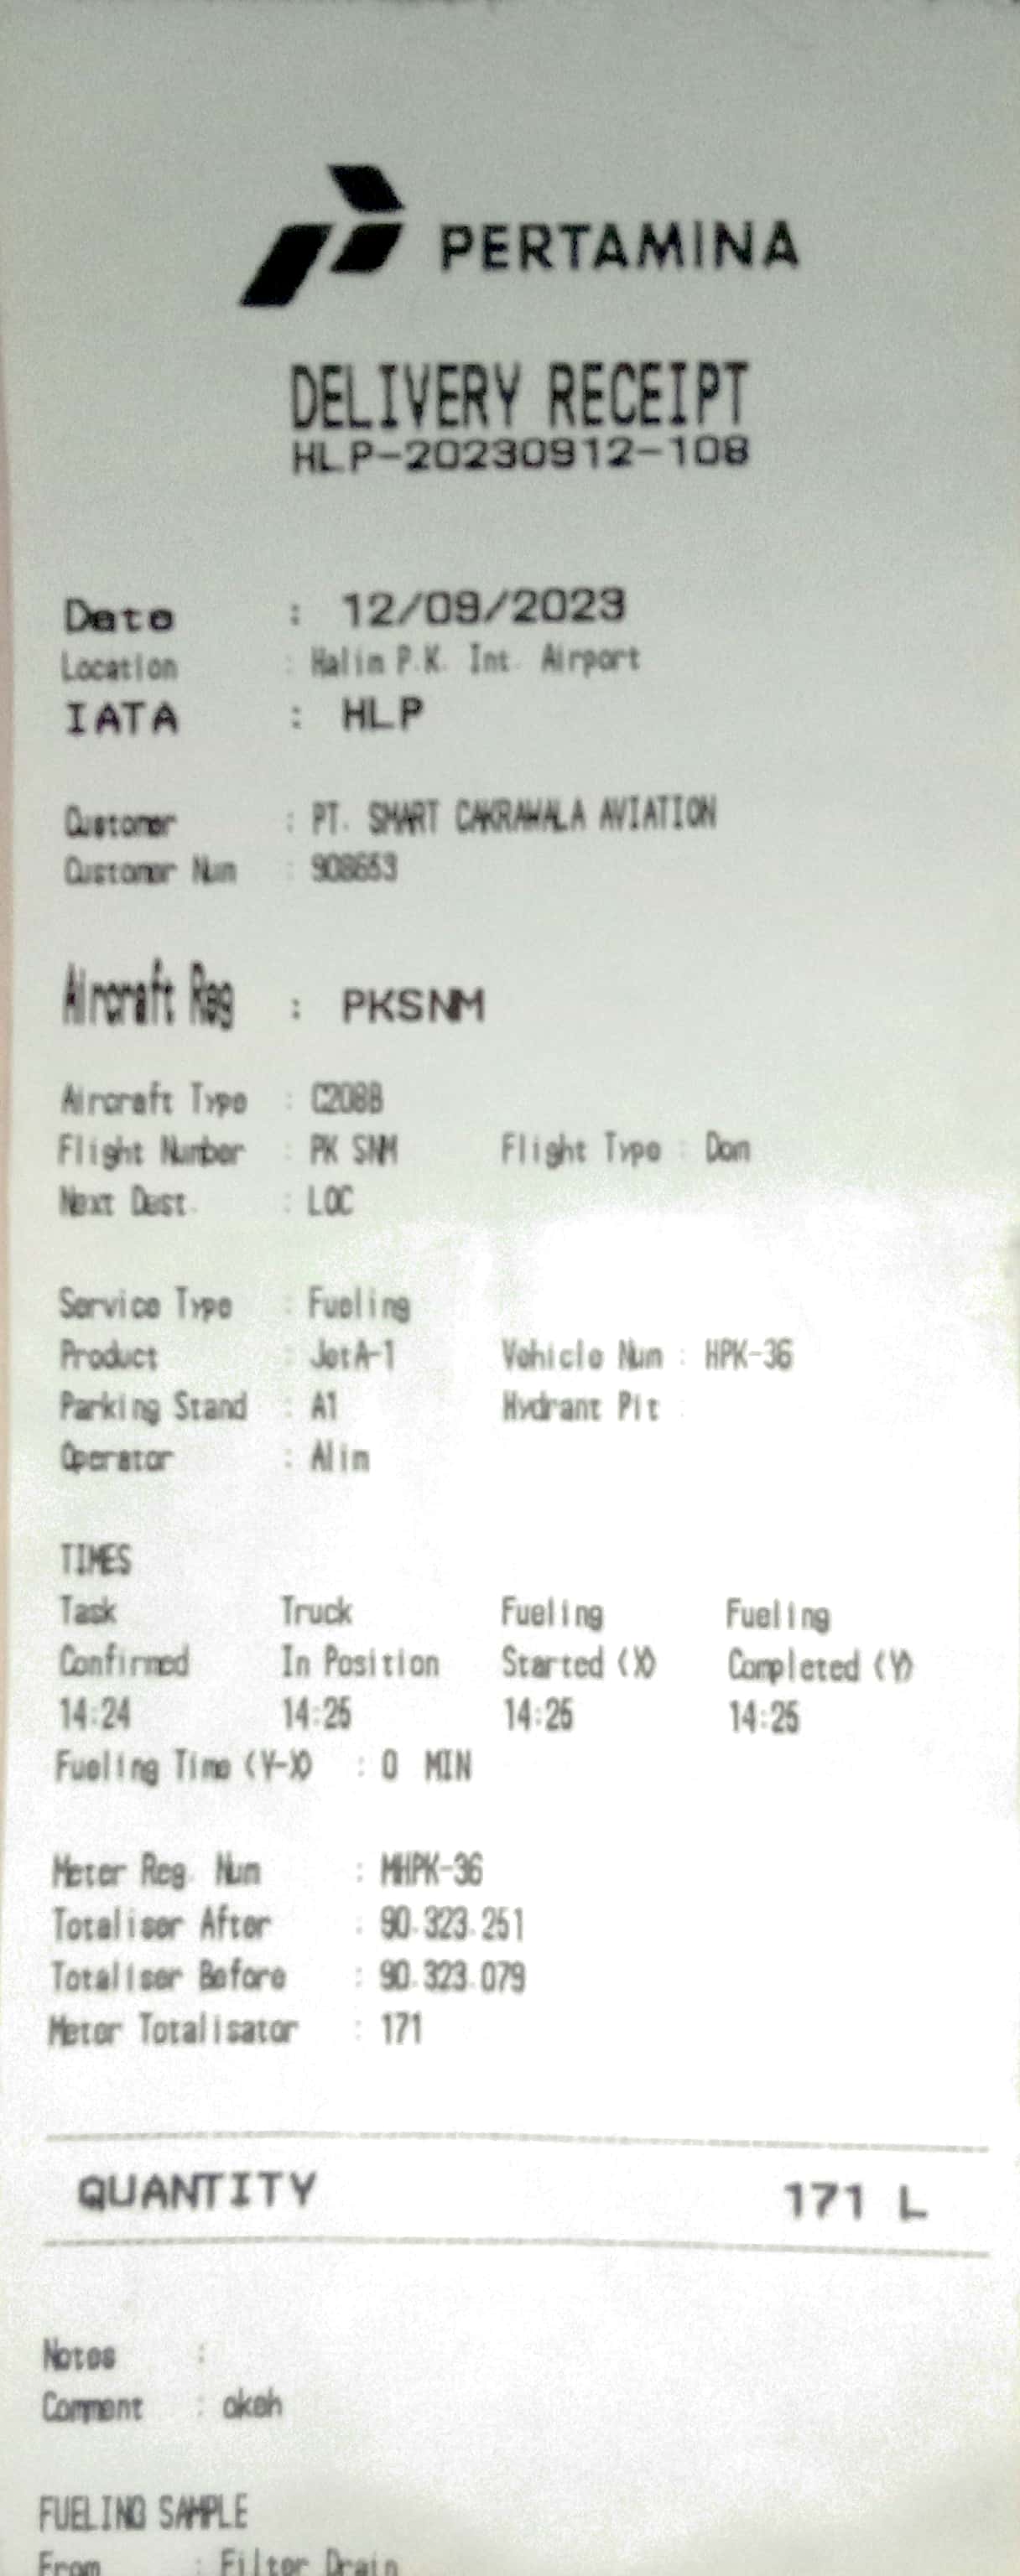 PERTAMINA
DELIVERY RECEIPT
HLP-20230912-108
Date : 12/09/2023
Location : Halim P.K. Int. Airport
IATA : HLP
Customer : PT. SMART CAKRAWALA AVIATION
Customer Num : 908653
Aircraft Reg : PKSNM
Aircraft Type : C208B
Flight Number : PK SNM Flight Type : Dom
Next Dest. : LOC
Service Type : Fueling
Product : JetA-1 Vehicle Num : HPK-36
Parking Stand : A1 Hydrant Pit :
Operator : Alim
TIMES
Task Truck Fueling Fueling
Confirmed In Position Started (X) Completed (Y)
14:24 14:25 14:25 14:25
Fueling Time (Y-X) : 0 MIN
Meter Reg. Num : MHPK-36
Totaliser After : 90.323.251
Totaliser Before : 90.323.079
Meter Totalisator : 171
QUANTITY 171 L
Notes :
Comment : okeh
FUELING SAMPLE
From : Filter Drain